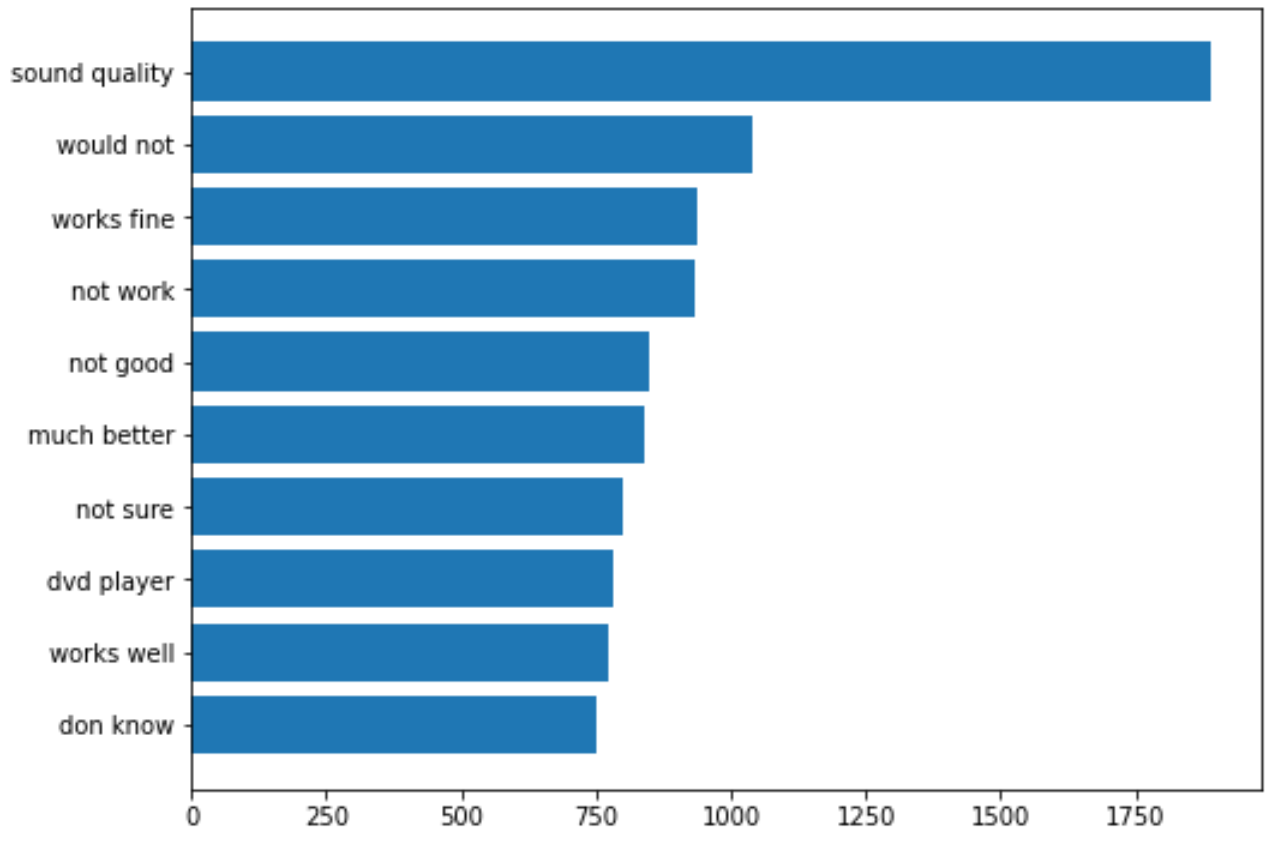 sound quality
would not
works fine
not work
not good
much better
not sure
dvd player
works well
don know
0 250 500 750 1000 1250 1500 1750